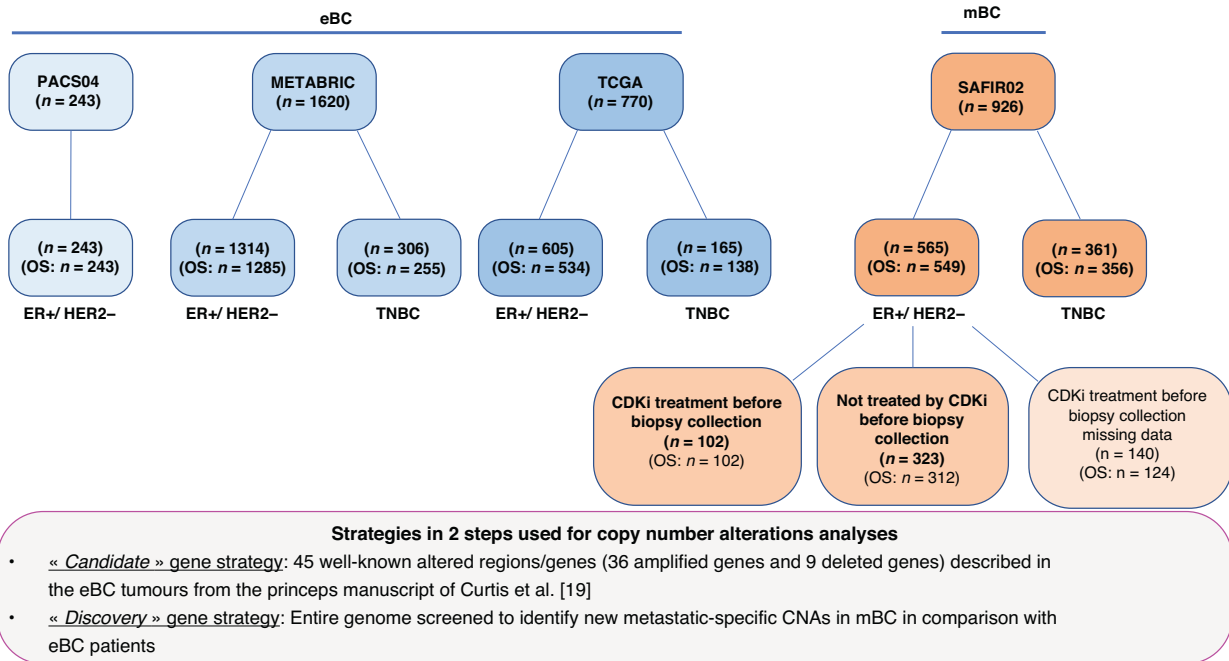 eBC
mBC
PACS04
(n = 243)
METABRIC
(n = 1620)
TCGA
(n = 770)
SAFIR02
(n = 926)
(n = 243)
(OS: n = 243)
(n = 1314)
(OS: n = 1285)
(n = 306)
(OS: n = 255)
(n = 605)
(OS: n = 534)
(n = 165)
(OS: n = 138)
(n = 565)
(OS: n = 549)
(n = 361)
(OS: n = 356)
ER+/ HER2–
ER+/ HER2–
TNBC
ER+/ HER2–
TNBC
ER+/ HER2–
TNBC
CDKi treatment before
biopsy collection
(n = 102)
(OS: n = 102)
Not treated by CDKi
before biopsy
collection
(n = 323)
(OS: n = 312)
CDKi treatment before
biopsy collection
missing data
(n = 140)
(OS: n = 124)
Strategies in 2 steps used for copy number alterations analyses
• « Candidate » gene strategy: 45 well-known altered regions/genes (36 amplified genes and 9 deleted genes) described in
the eBC tumours from the princeps manuscript of Curtis et al. [19]
• « Discovery » gene strategy: Entire genome screened to identify new metastatic-specific CNAs in mBC in comparison with
eBC patients